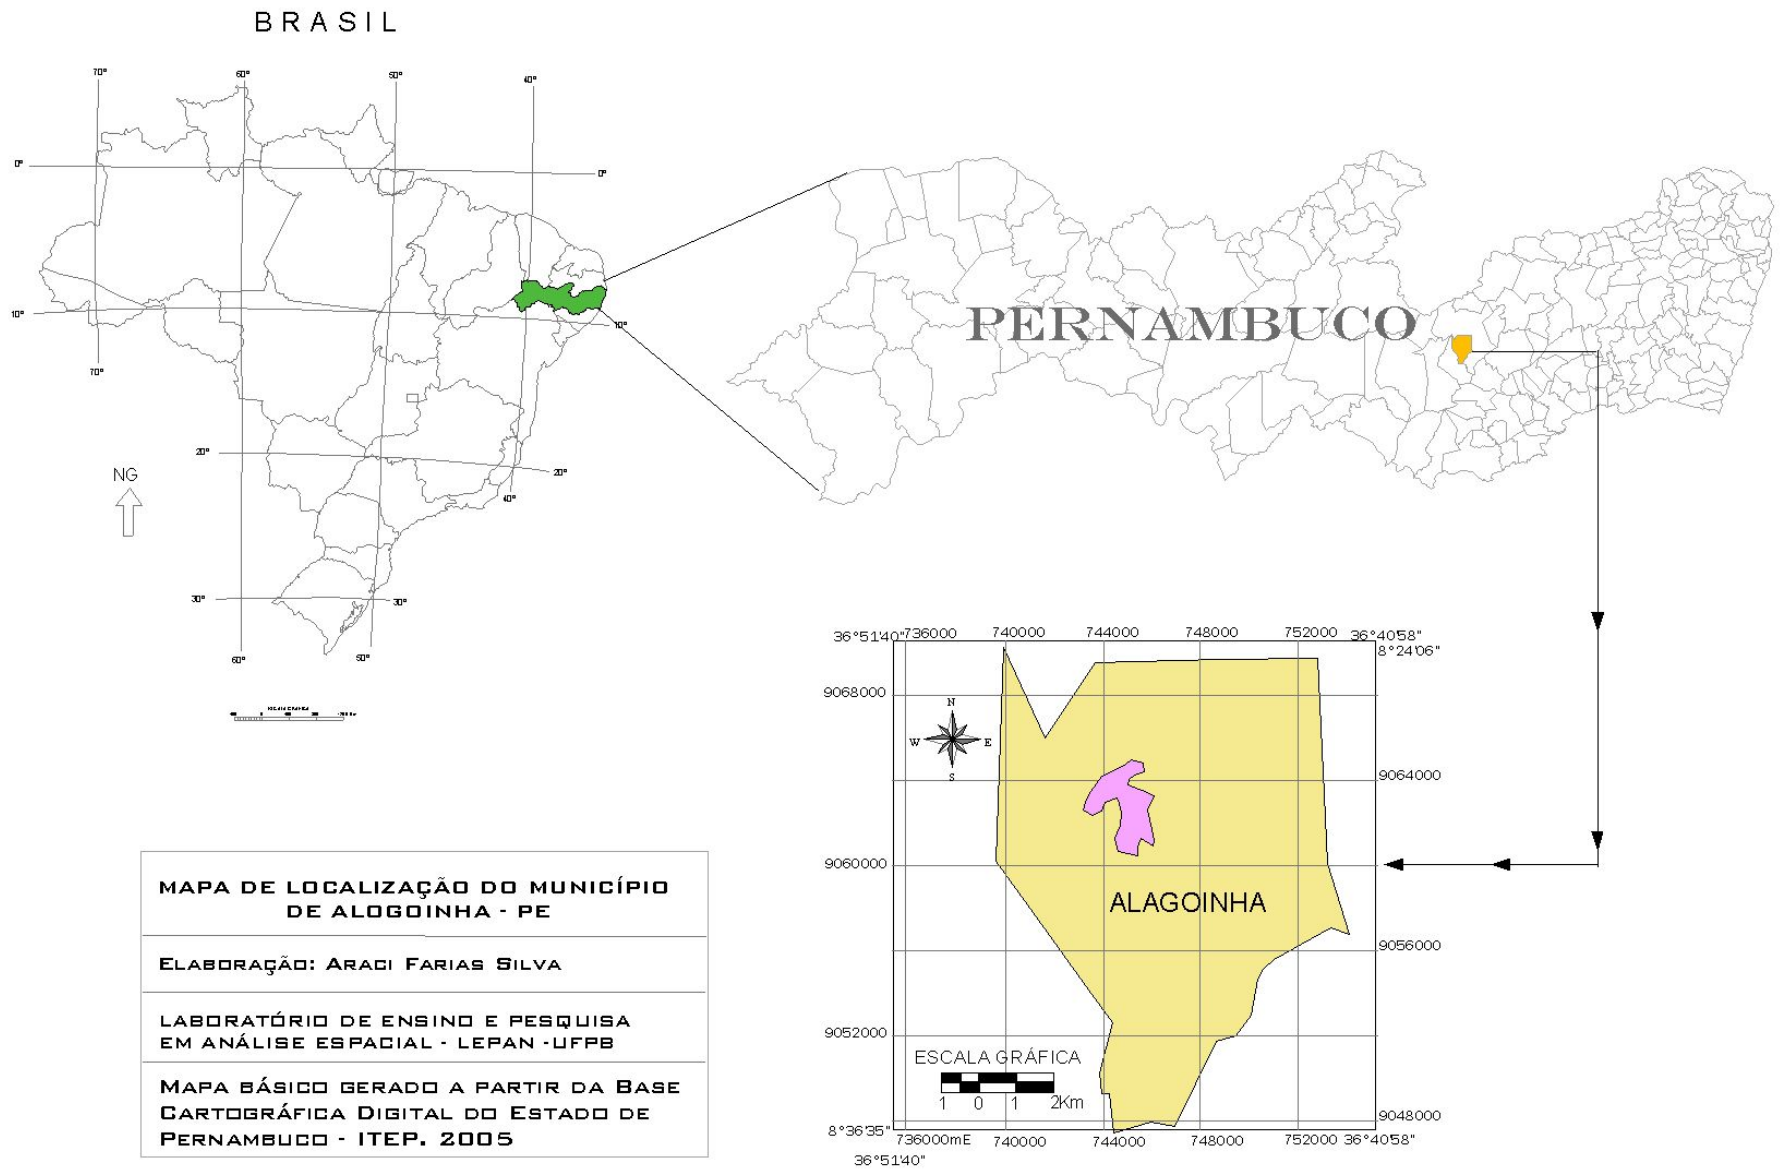 BRASIL
70°
60°
50°
40°
0°
0°
10°
10°
70°
20°
20°
40°
30°
30°
60°
50°
NG
ESCALA GRÁFICA
PERNAMBUCO
36°51'40"
736000
740000
744000
748000
752000
36°40'58"
8°24'06"
9068000
N
W
E
S
9064000
9060000
ALAGOINHA
9056000
9052000
ESCALA GRÁFICA
1 0 1 2Km
9048000
8°36'35"
736000mE
740000
744000
748000
752000
36°40'58"
36°51'40"
MAPA DE LOCALIZAÇÃO DO MUNICÍPIO
DE ALOGOINHA - PE
ELABORAÇÃO: ARACI FARIAS SILVA
LABORATÓRIO DE ENSINO E PESQUISA
EM ANÁLISE ESPACIAL - LEPAN -UFPB
MAPA BÁSICO GERADO A PARTIR DA BASE
CARTOGRÁFICA DIGITAL DO ESTADO DE
PERNAMBUCO - ITEP. 2005